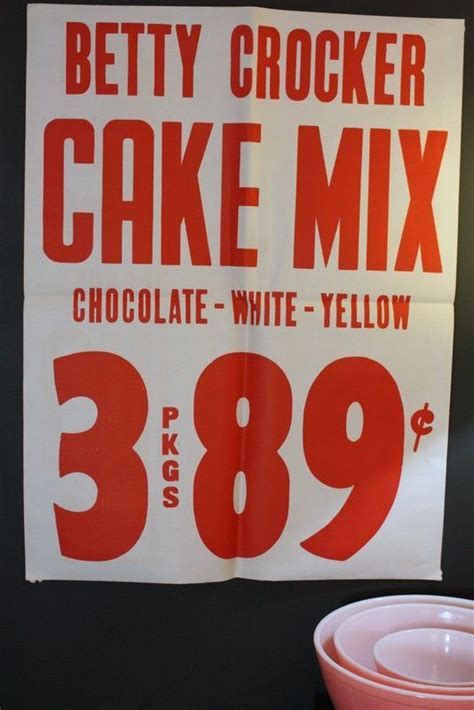 BETTY CROCKER
CAKE MIX
CHOCOLATE - WHITE - YELLOW
3 PKGS 89¢